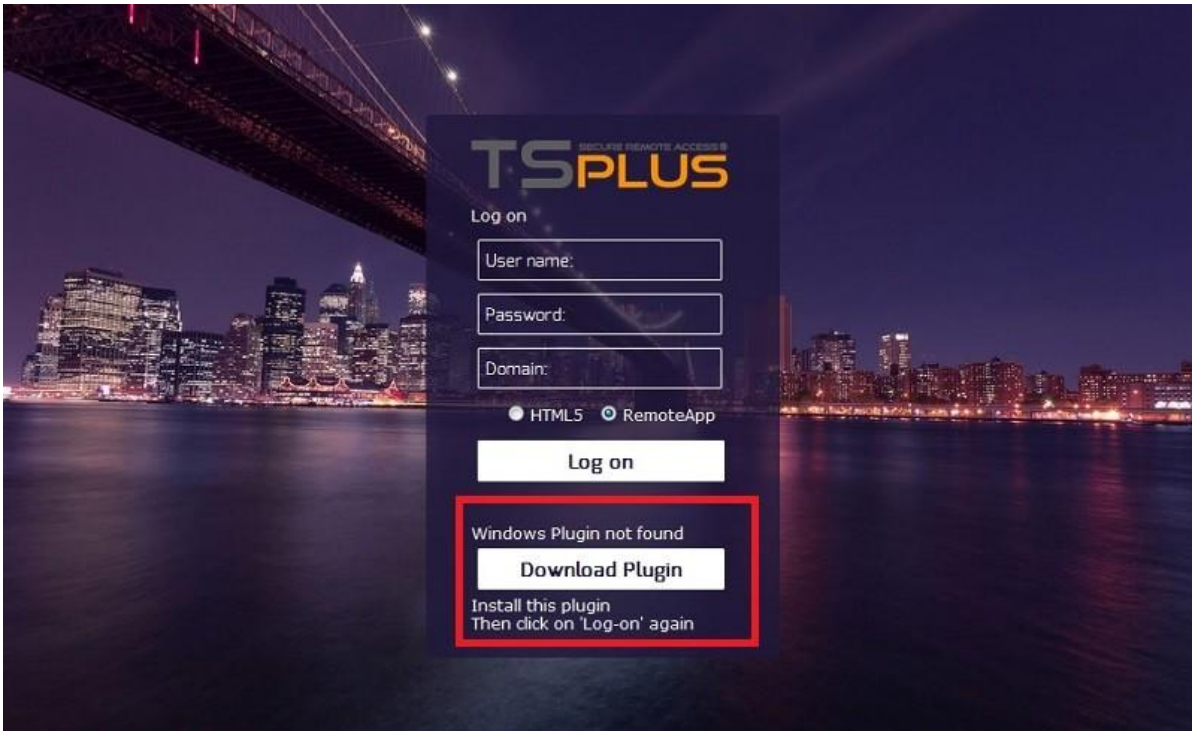 SECURE REMOTE ACCESS®
TSPLUS
Log on
User name:
Password:
Domain:
HTML5 RemoteApp
Log on
Windows Plugin not found
Download Plugin
Install this plugin
Then click on 'Log-on' again